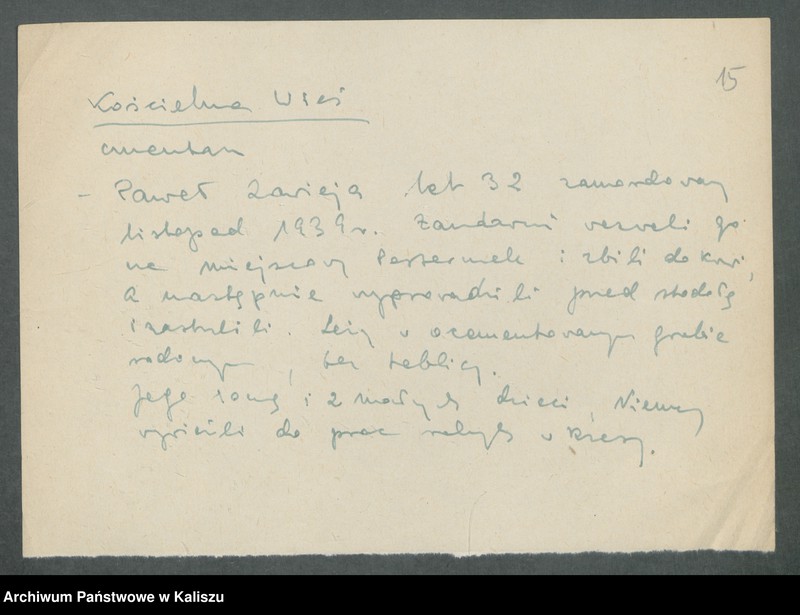 15
Kościelna Wieś
cmentarz
- Paweł Zawieja lat 32 zamordowany
listopad 1939 r. Żandarmi wezwali go
na miejscowy Posterunek i zbili do krwi,
a następnie wyprowadzili przed stodołę
i zastrzelili. Leży w ocementowanym grobie
rodzinnym, bez tablicy.
Jego żonę i 2 małych dzieci, Niemcy
wywieźli do prac rolnych w Rzeszy.
Archiwum Państwowe w Kaliszu